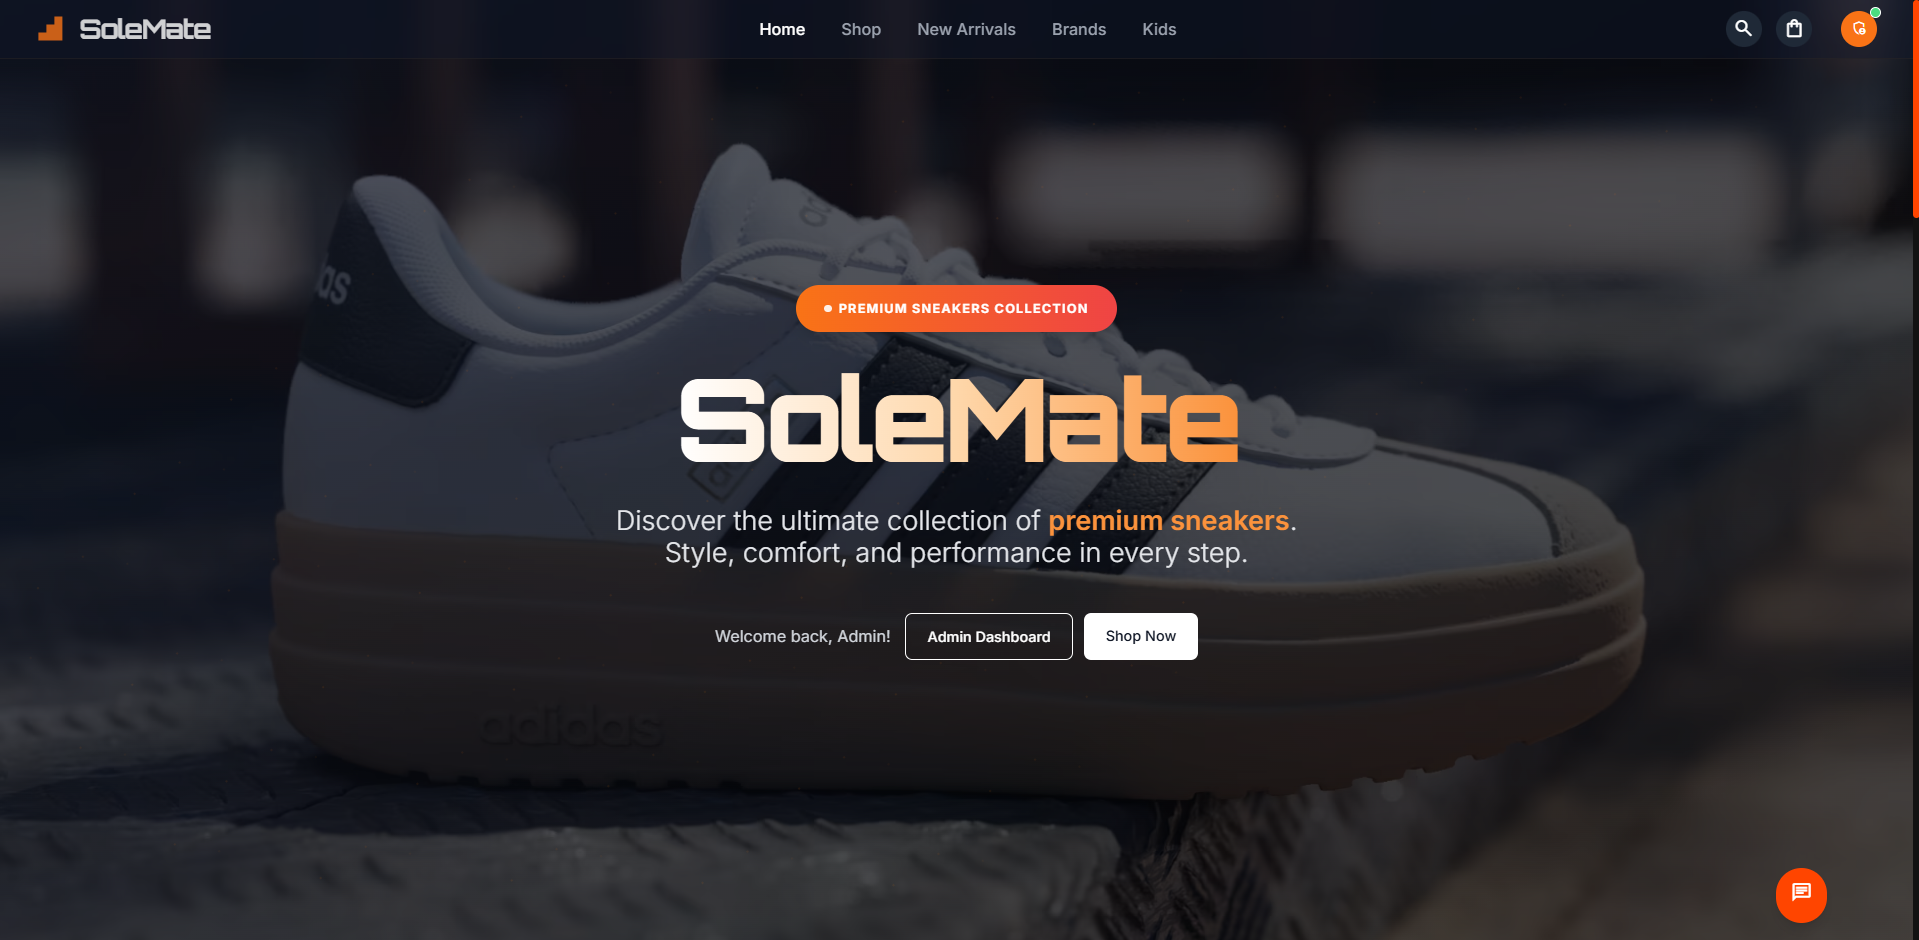 SoleMate
Home
Shop
New Arrivals
Brands
Kids
PREMIUM SNEAKERS COLLECTION
SoleMate
Discover the ultimate collection of premium sneakers.
Style, comfort, and performance in every step.
Welcome back, Admin!
Admin Dashboard
Shop Now
adidas